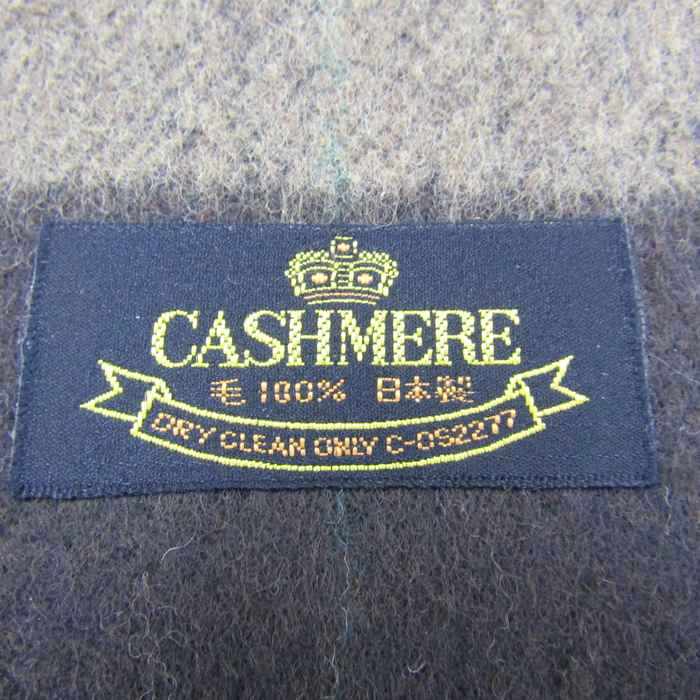 CASHMERE
毛 100% 日本製
DRY CLEAN ONLY C-OS2277